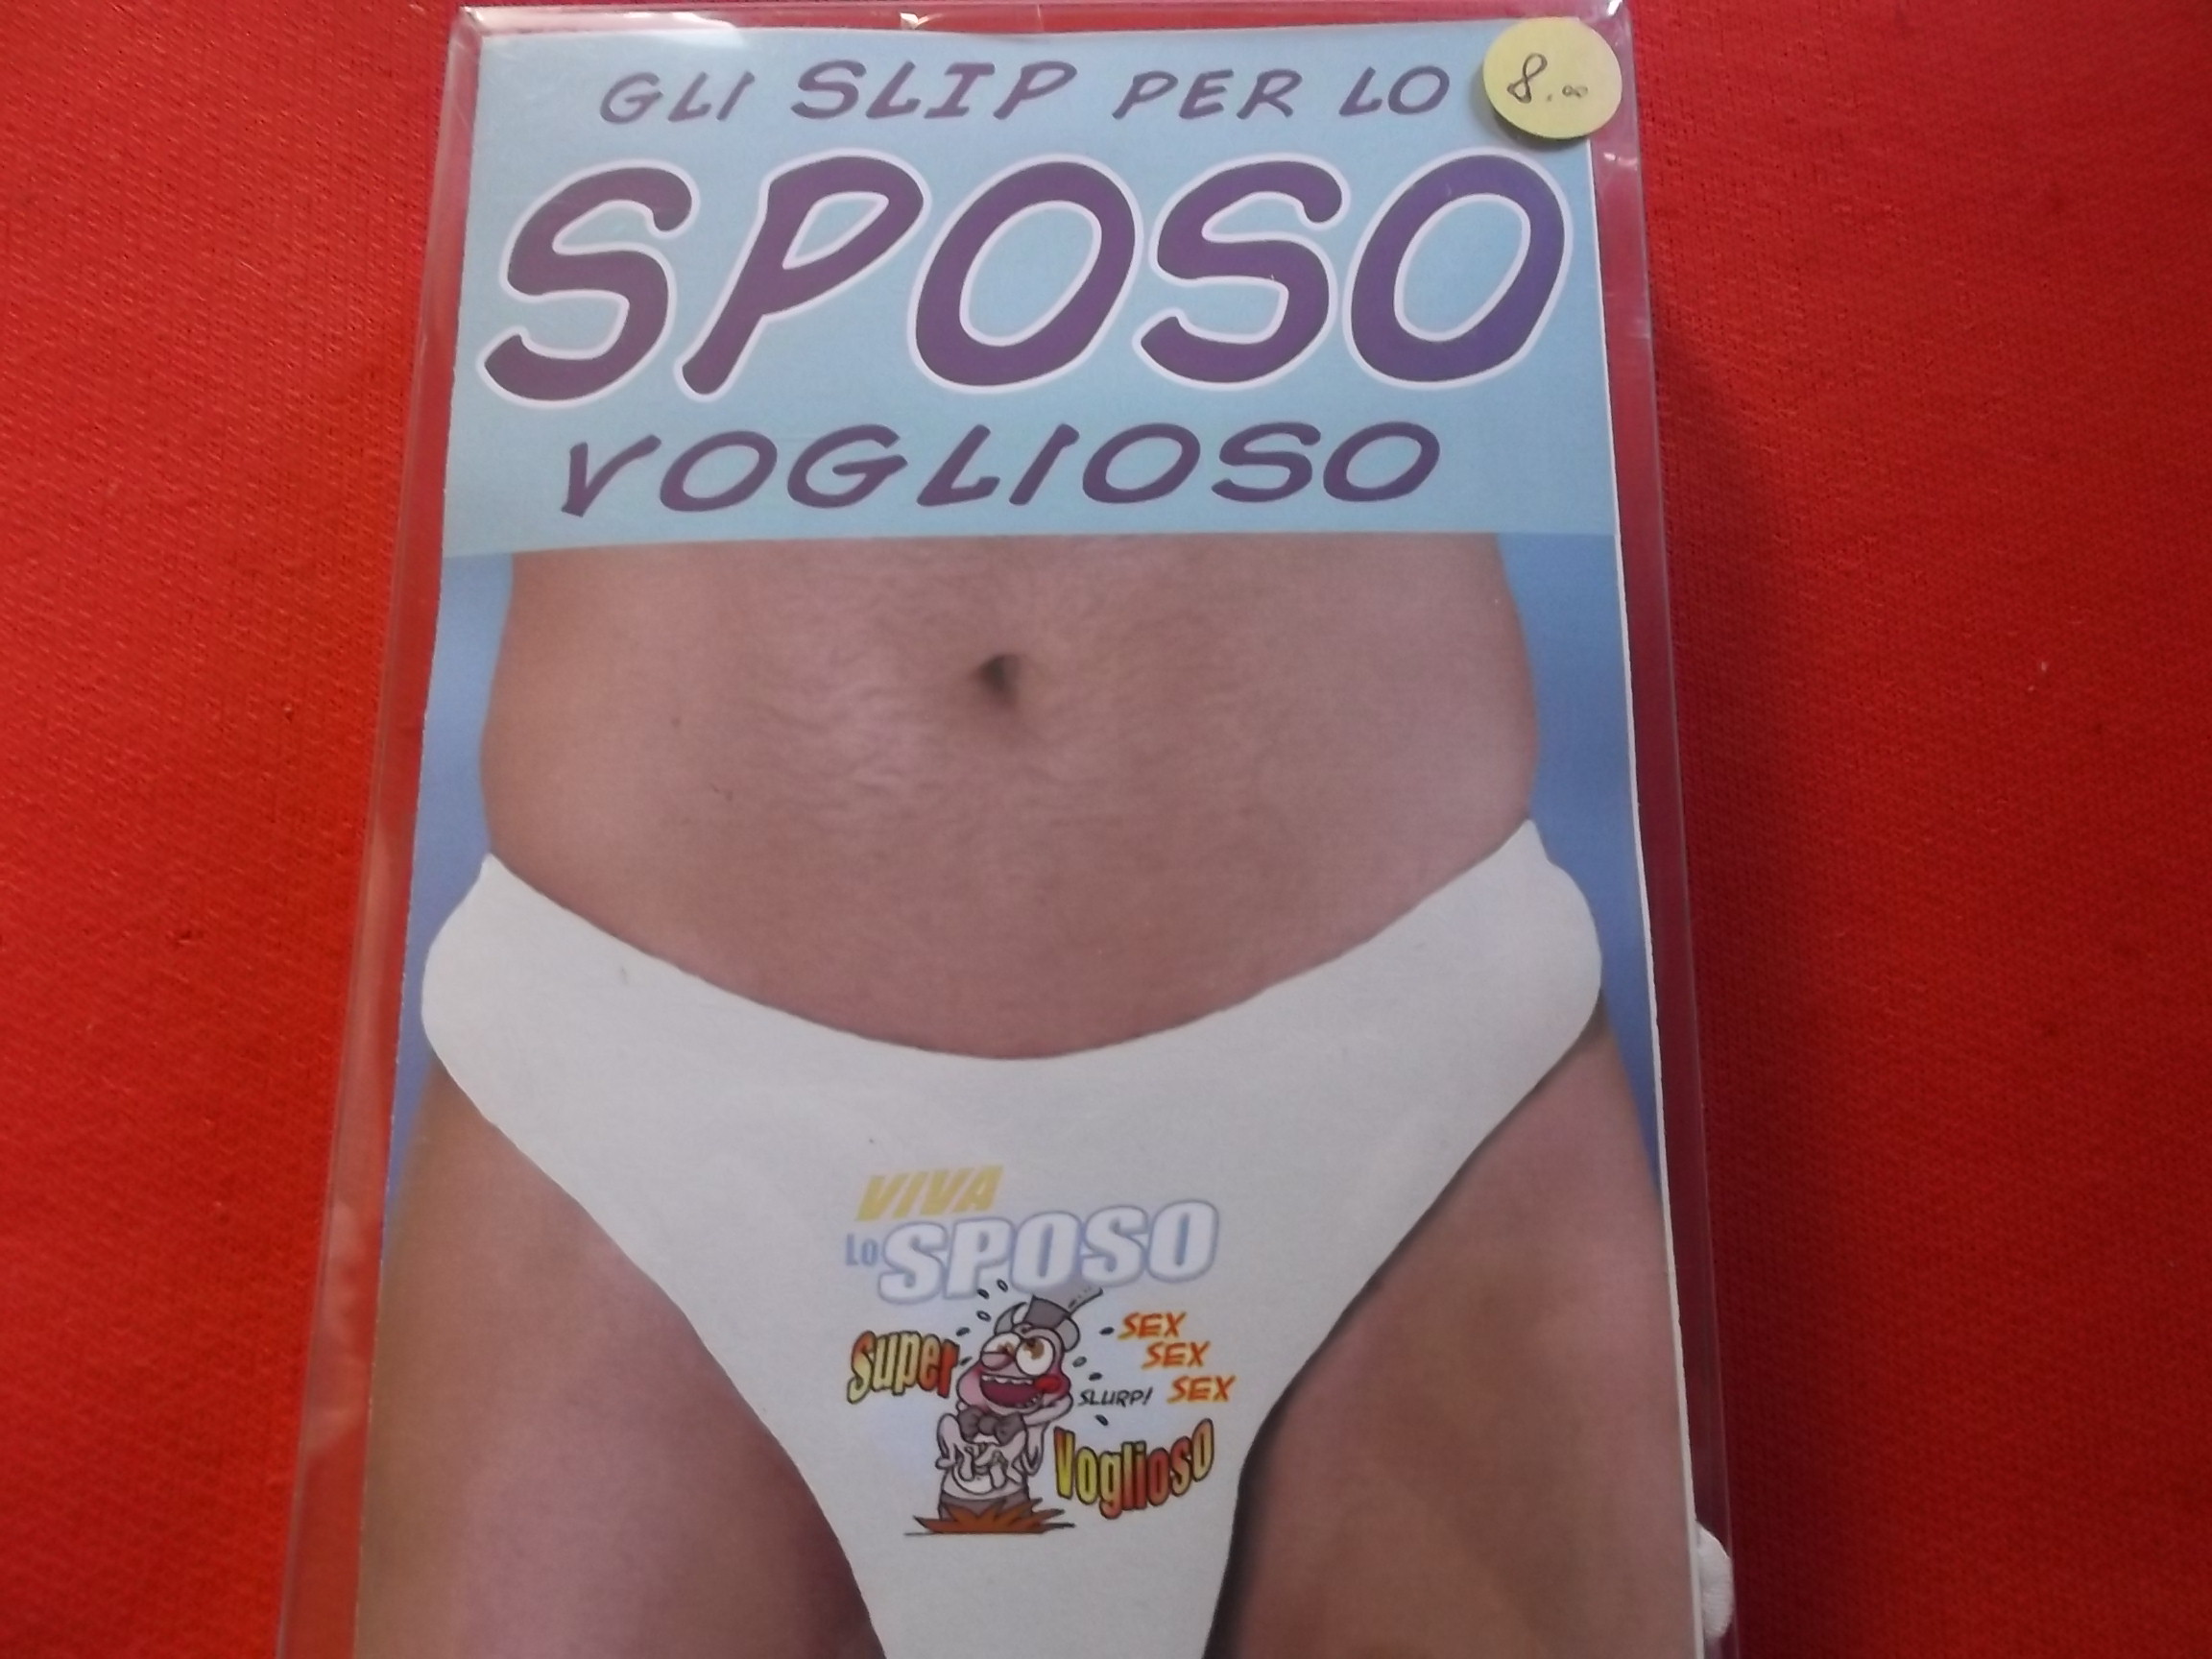 GLI SLIP PER LO
8.00
SPOSO
VOGLIOSO
VIVA
Lo SPOSO
Super
SEX
SEX
SEX
SLURP!
Voglioso